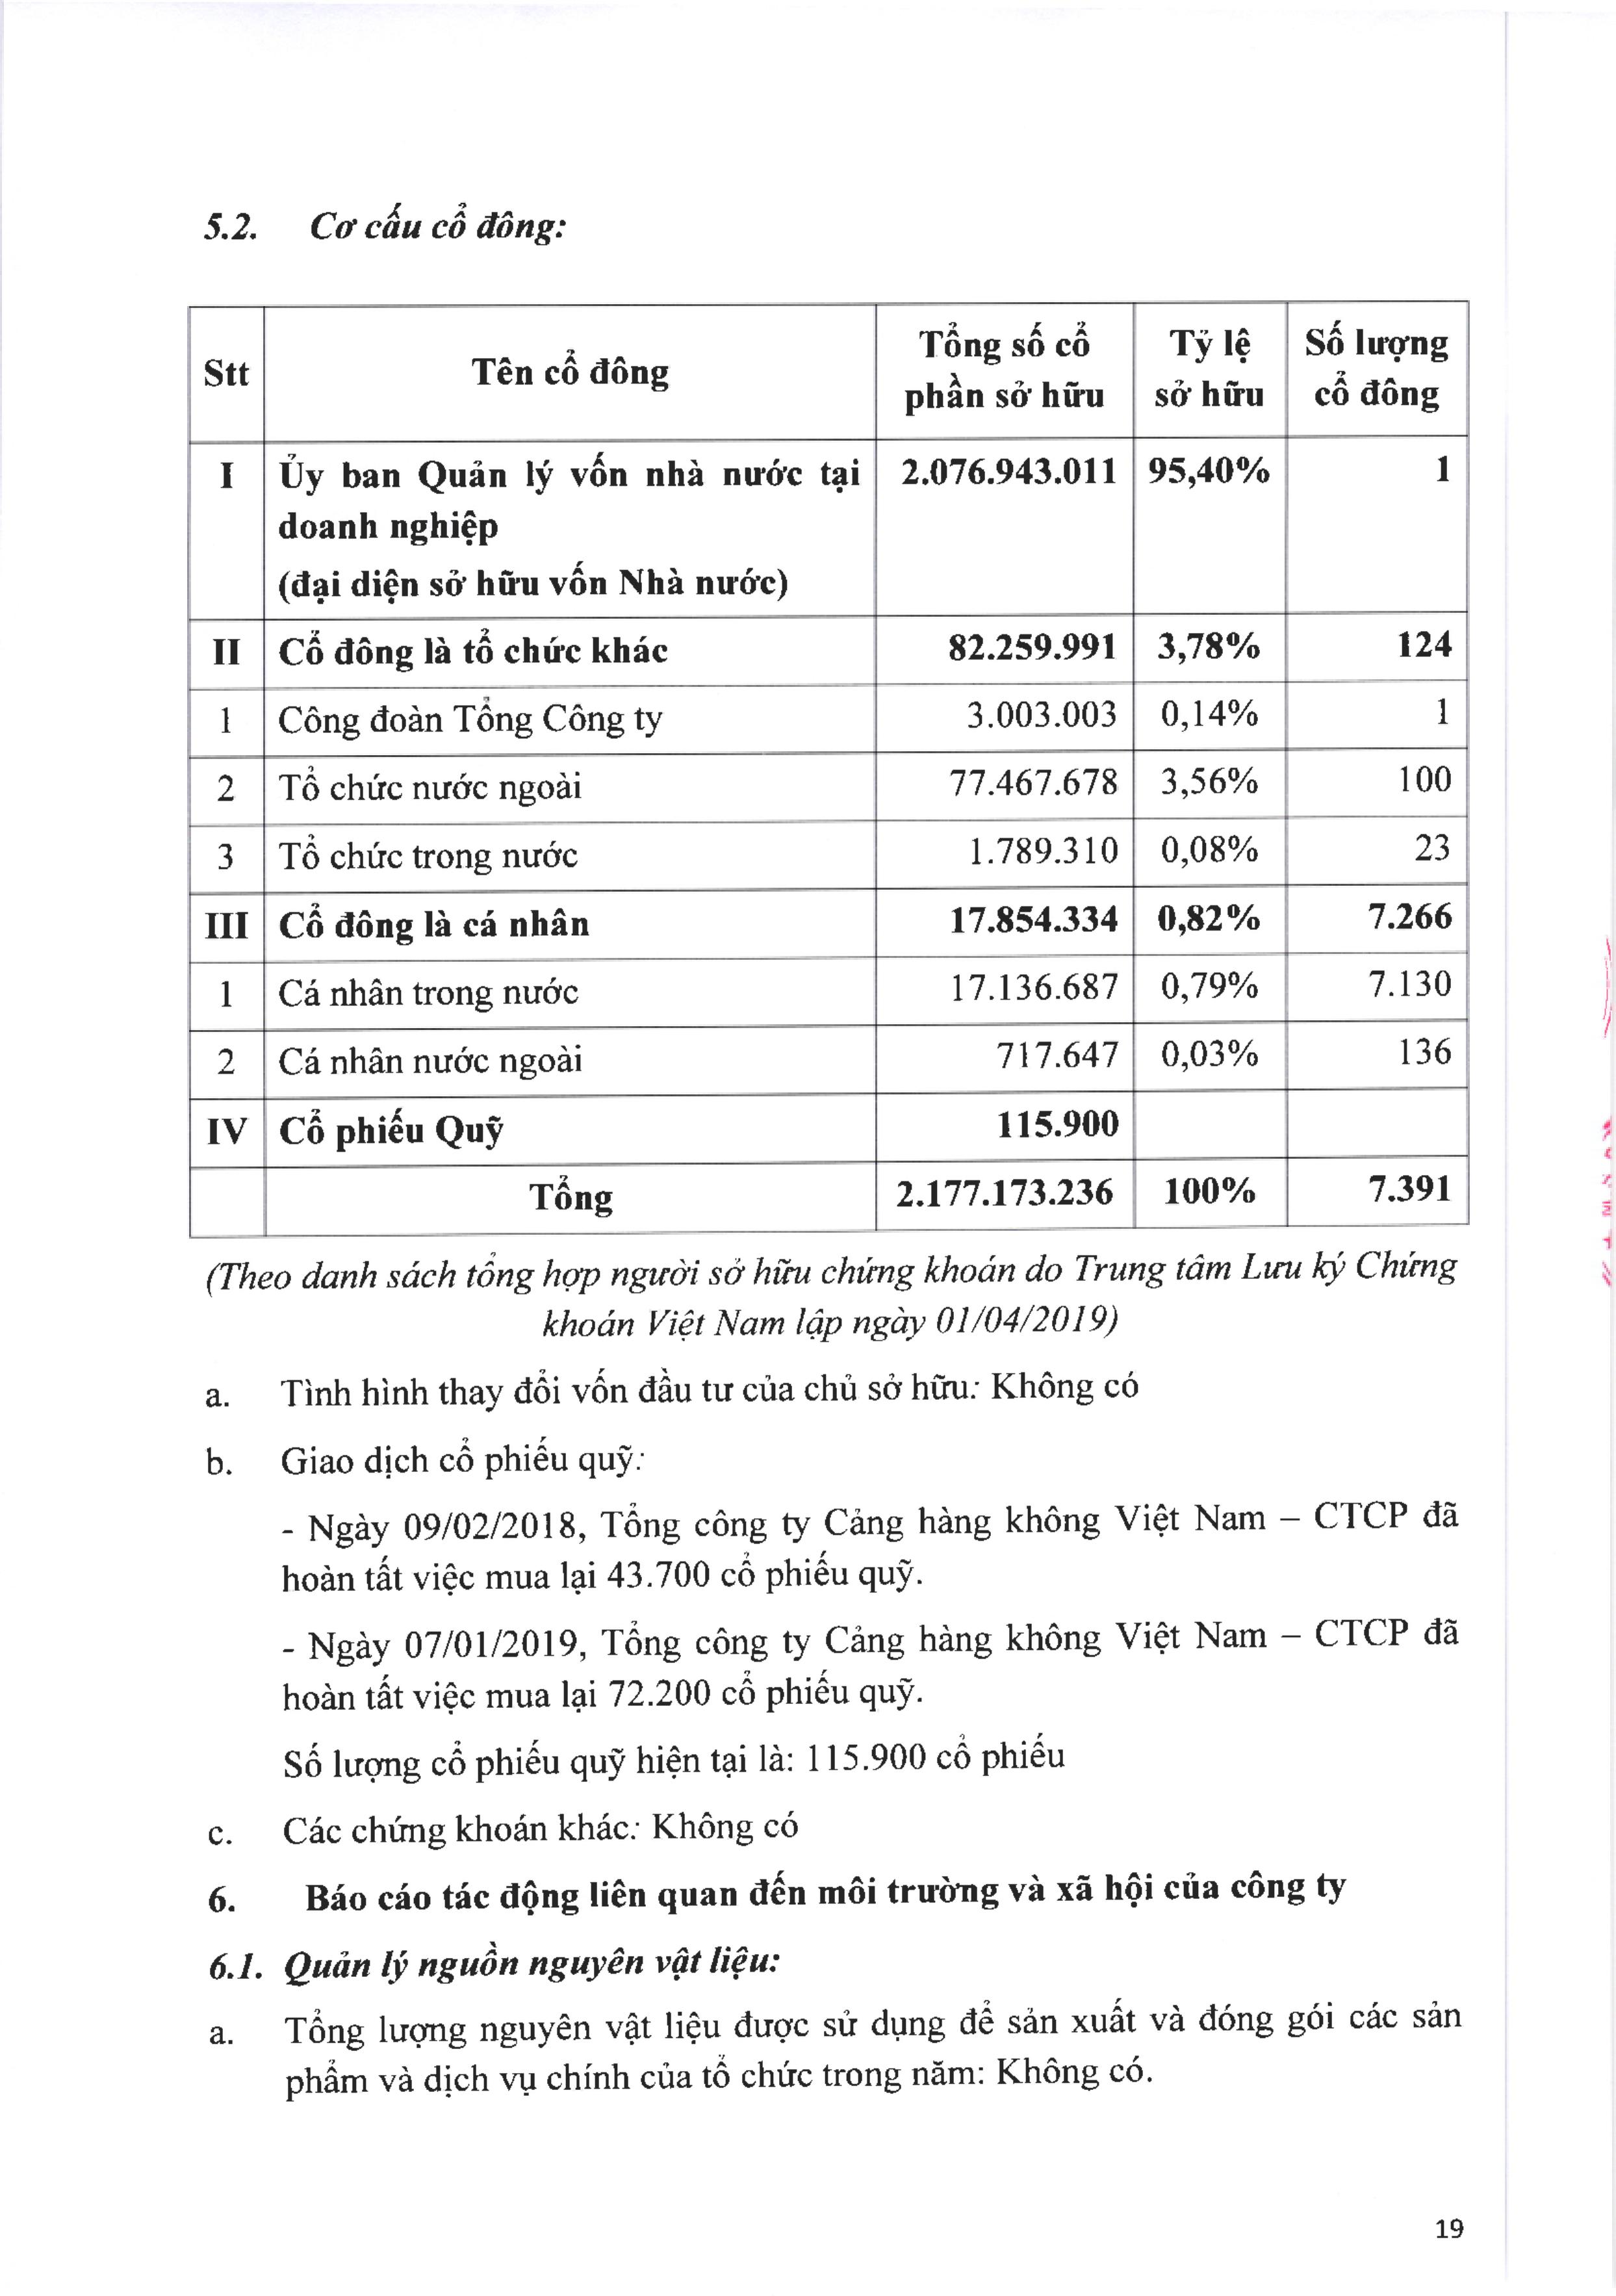 5.2. Cơ cấu cổ đông:
Stt Tên cổ đông Tổng số cổ phần sở hữu Tỷ lệ sở hữu Số lượng cổ đông
I Ủy ban Quản lý vốn nhà nước tại 2.076.943.011 95,40% 1
doanh nghiệp
(đại diện sở hữu vốn Nhà nước)
II Cổ đông là tổ chức khác 82.259.991 3,78% 124
1 Công đoàn Tổng Công ty 3.003.003 0,14% 1
2 Tổ chức nước ngoài 77.467.678 3,56% 100
3 Tổ chức trong nước 1.789.310 0,08% 23
III Cổ đông là cá nhân 17.854.334 0,82% 7.266
1 Cá nhân trong nước 17.136.687 0,79% 7.130
2 Cá nhân nước ngoài 717.647 0,03% 136
IV Cổ phiếu Quỹ 115.900
Tổng 2.177.173.236 100% 7.391
(Theo danh sách tổng hợp người sở hữu chứng khoán do Trung tâm Lưu ký Chứng
khoán Việt Nam lập ngày 01/04/2019)
a. Tình hình thay đổi vốn đầu tư của chủ sở hữu: Không có
b. Giao dịch cổ phiếu quỹ:
- Ngày 09/02/2018, Tổng công ty Cảng hàng không Việt Nam – CTCP đã
hoàn tất việc mua lại 43.700 cổ phiếu quỹ.
- Ngày 07/01/2019, Tổng công ty Cảng hàng không Việt Nam – CTCP đã
hoàn tất việc mua lại 72.200 cổ phiếu quỹ.
Số lượng cổ phiếu quỹ hiện tại là: 115.900 cổ phiếu
c. Các chứng khoán khác: Không có
6. Báo cáo tác động liên quan đến môi trường và xã hội của công ty
6.1. Quản lý nguồn nguyên vật liệu:
a. Tổng lượng nguyên vật liệu được sử dụng để sản xuất và đóng gói các sản
phẩm và dịch vụ chính của tổ chức trong năm: Không có.
19